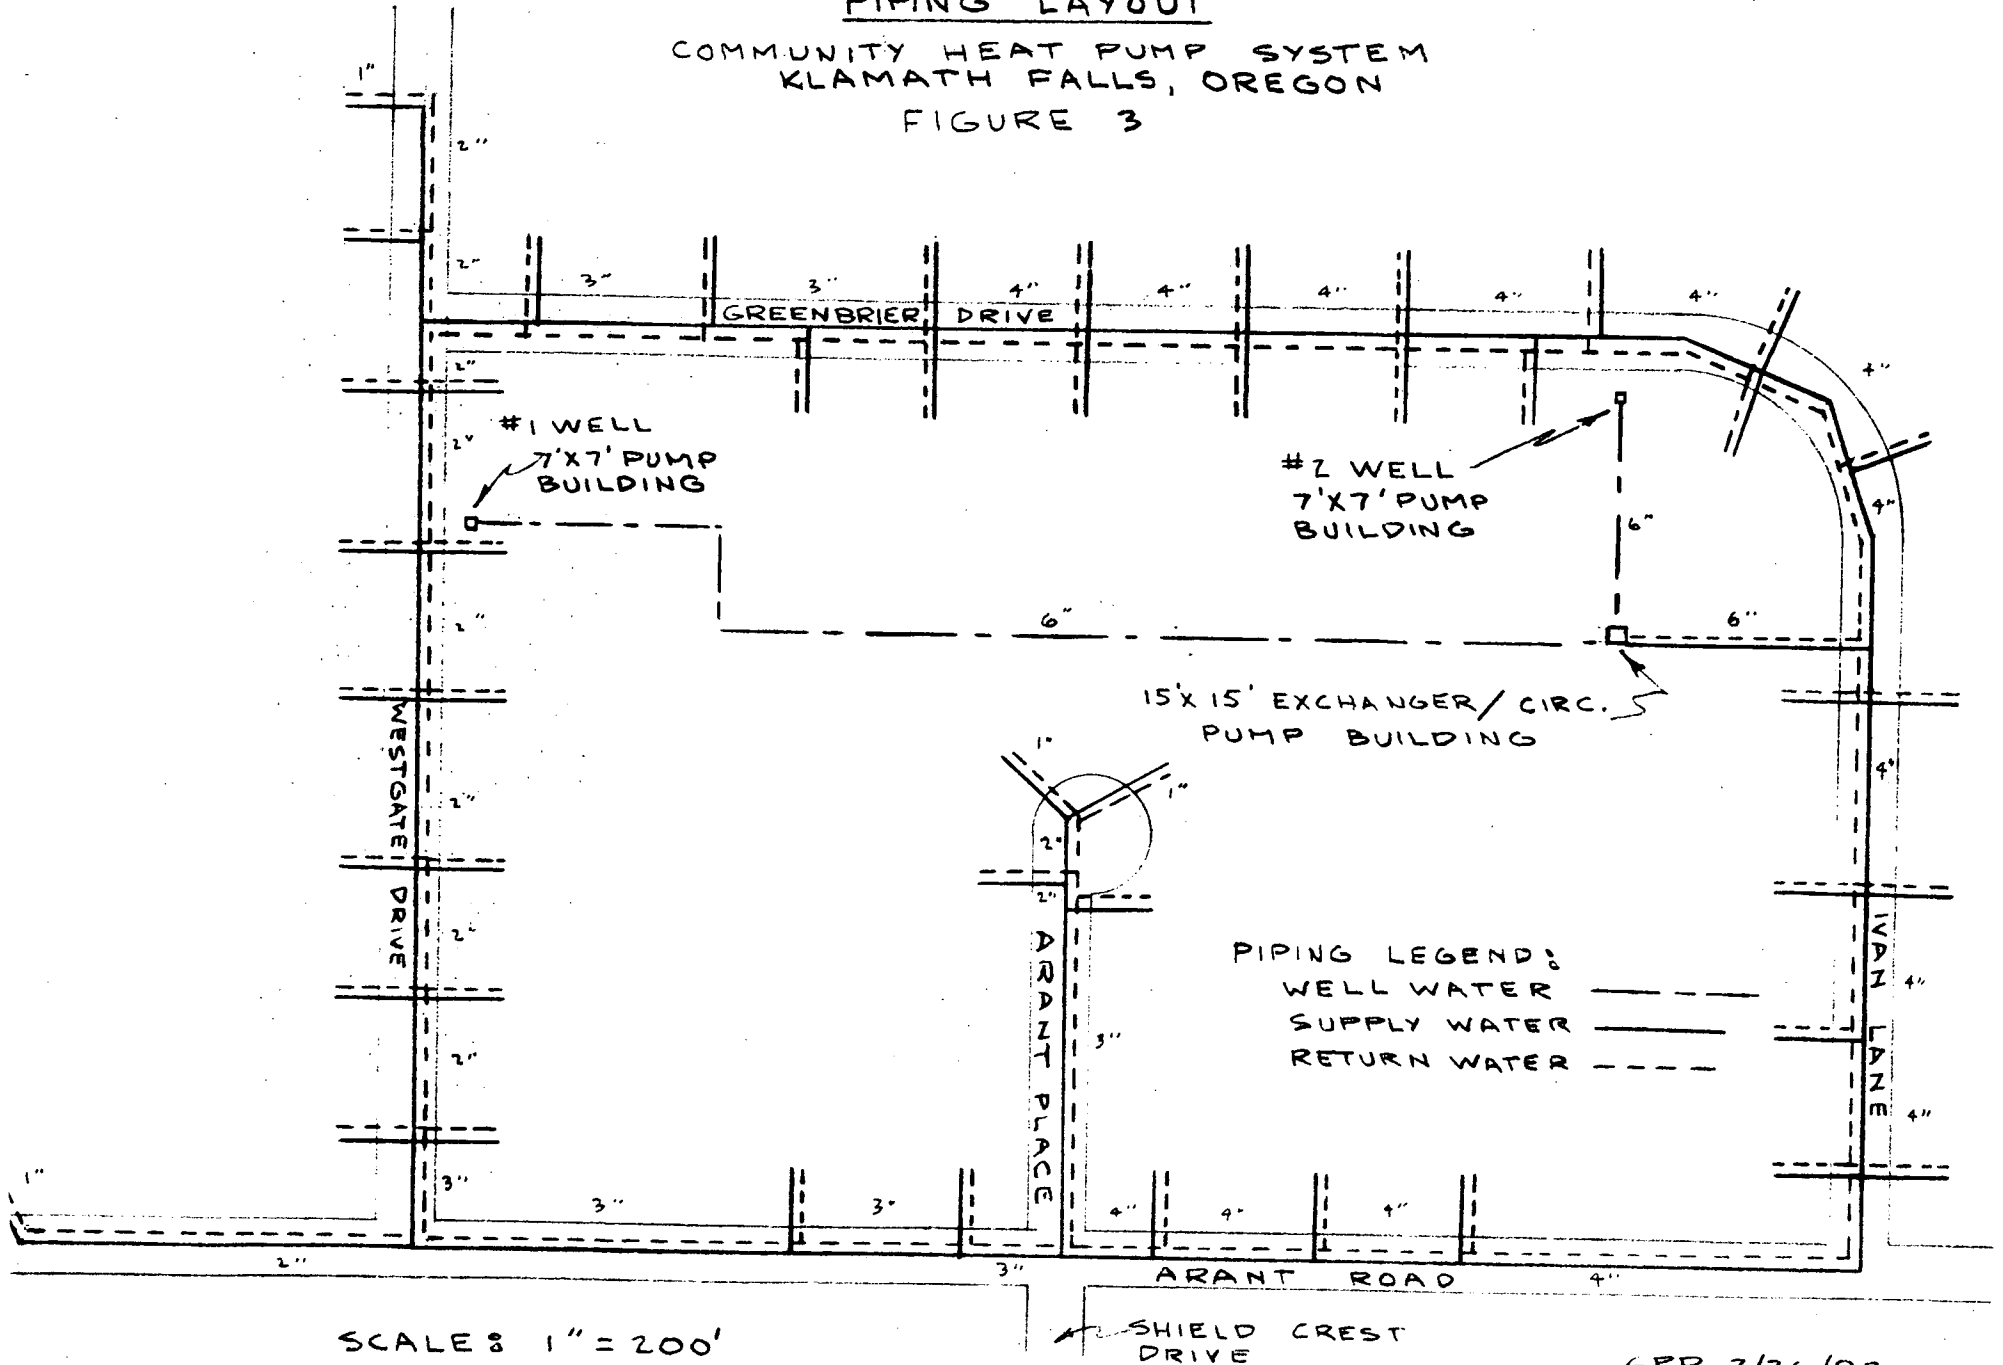 PIPING LAYOUT
COMMUNITY HEAT PUMP SYSTEM
KLAMATH FALLS, OREGON
FIGURE 3
1"
2"
2"
3"
3"
4"
4"
4"
4"
4"
GREENBRIER DRIVE
4"
2"
2"
#1 WELL
7'X7' PUMP
BUILDING
#2 WELL
7'X7' PUMP
BUILDING
4"
6"
2"
6"
6"
15'X 15' EXCHANGER/CIRC.
PUMP BUILDING
WESTGATE DRIVE
1"
1"
4"
2"
2"
2"
2"
ARANT PLACE
PIPING LEGEND:
WELL WATER
SUPPLY WATER
RETURN WATER
IVAN LANE
4"
2"
3"
2"
4"
1"
3"
3"
3"
4"
4"
4"
2"
3"
ARANT ROAD
4"
SCALE: 1" = 200'
SHIELD CREST
DRIVE